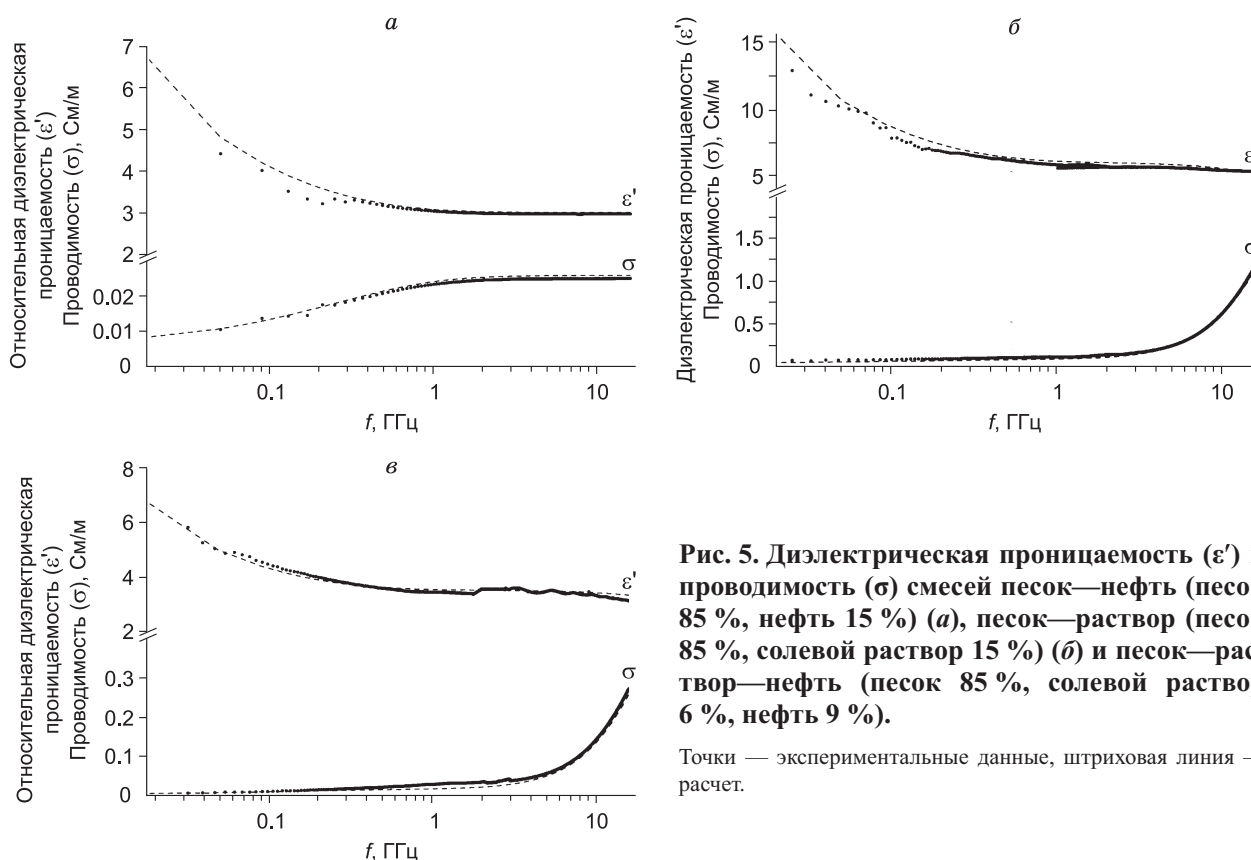 а
Относительная диэлектрическая
проницаемость (ε')
Проводимость (σ), См/м
7
6
5
4
3
2
0.02
0.01
0
ε'
σ
0.1
1
10
f, ГГц
б
Диэлектрическая проницаемость (ε')
Проводимость (σ), См/м
15
10
5
1.5
1.0
0.5
0
0.1
1
10
f, ГГц
в
Относительная диэлектрическая
проницаемость (ε')
Проводимость (σ), См/м
8
6
4
2
0.3
0.2
0.1
0
ε'
σ
0.1
1
10
f, ГГц
Рис. 5. Диэлектрическая проницаемость (ε′)
проводимость (σ) смесей песок—нефть (песо
85 %, нефть 15 %) (а), песок—раствор (песо
85 %, солевой раствор 15 %) (б) и песок—рас
твор—нефть (песок 85 %, солевой раство
6 %, нефть 9 %).
Точки — экспериментальные данные, штриховая линия —
расчет.